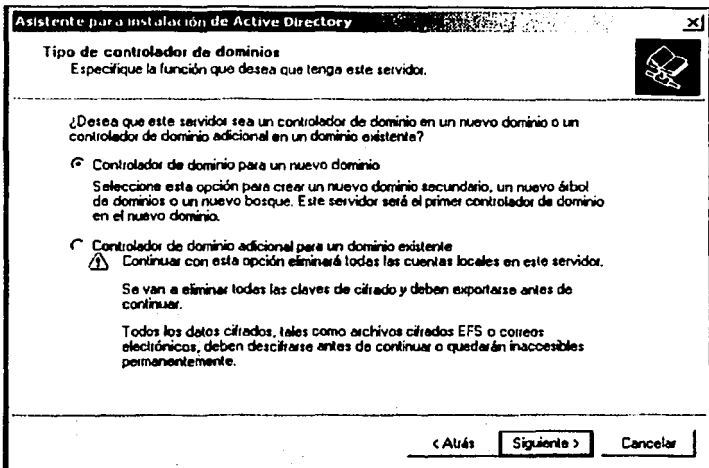 Asistente para instalación de Active Directory
Tipo de controlador de dominios
Especifique la función que desea que tenga este servidor.
¿Desea que este servidor sea un controlador de dominio en un nuevo dominio o un
controlador de dominio adicional en un dominio existente?
Controlador de dominio para un nuevo dominio
Seleccione esta opción para crear un nuevo dominio secundario, un nuevo árbol
de dominios o un nuevo bosque. Este servidor será el primer controlador de dominio
en el nuevo dominio.
Controlador de dominio adicional para un dominio existente
Continuar con esta opción eliminará todas las cuentas locales en este servidor.
Se van a eliminar todas las claves de cifrado y deben exportarse antes de
continuar.
Todos los datos cifrados, tales como archivos cifrados EFS o correos
electrónicos, deben descifrarse antes de continuar o quedarán inaccesibles
permanentemente.
< Atrás Siguiente > Cancelar